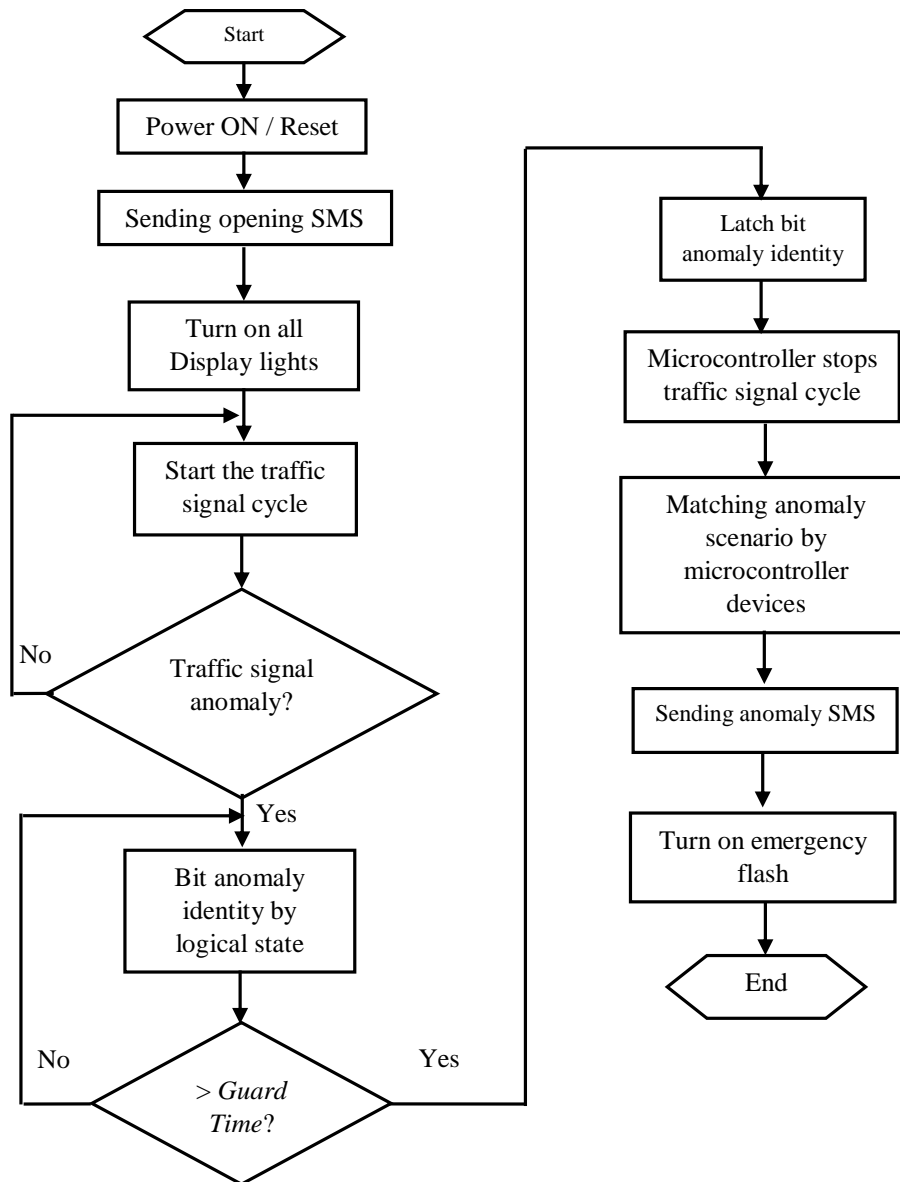 Start
Power ON / Reset
Sending opening SMS
Turn on all
Display lights
Start the traffic
signal cycle
No
Traffic signal
anomaly?
Yes
Bit anomaly
identity by
logical state
No
> Guard
Time?
Yes
Latch bit
anomaly identity
Microcontroller stops
traffic signal cycle
Matching anomaly
scenario by
microcontroller
devices
Sending anomaly SMS
Turn on emergency
flash
End